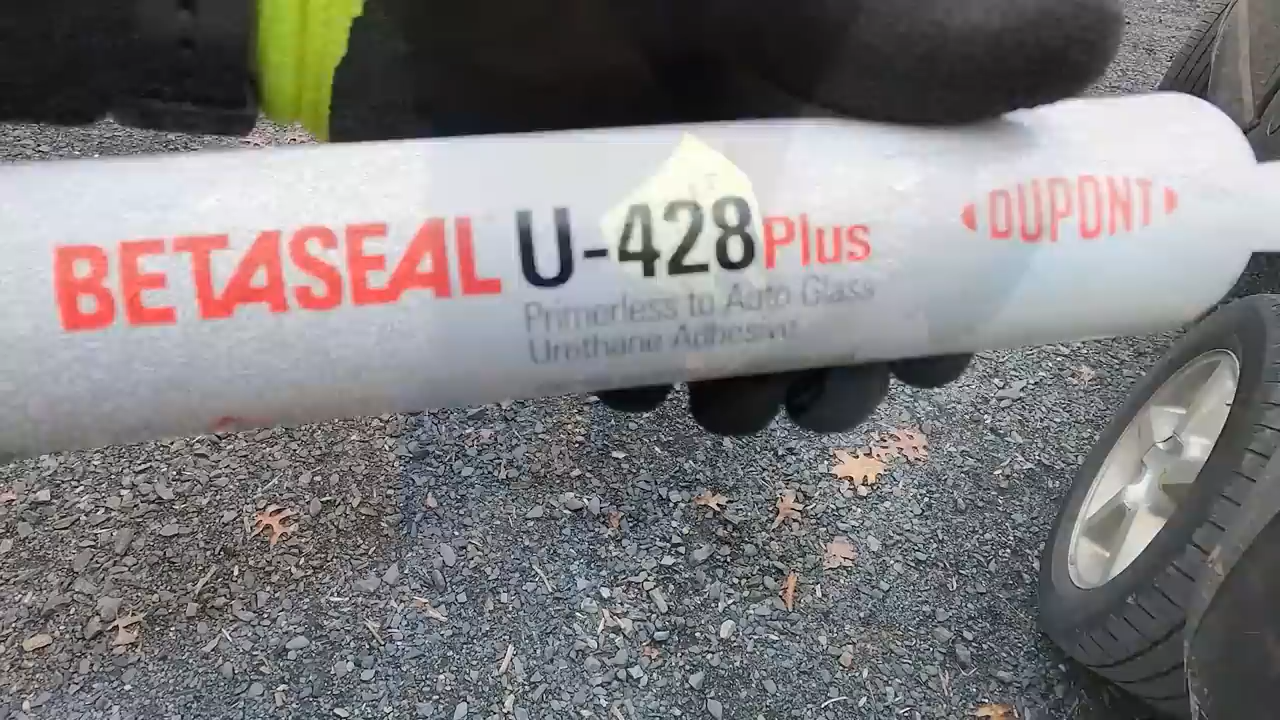 BETASEAL U-428 Plus
Primerless to Auto Glass
Urethane Adhesive
DUPONT